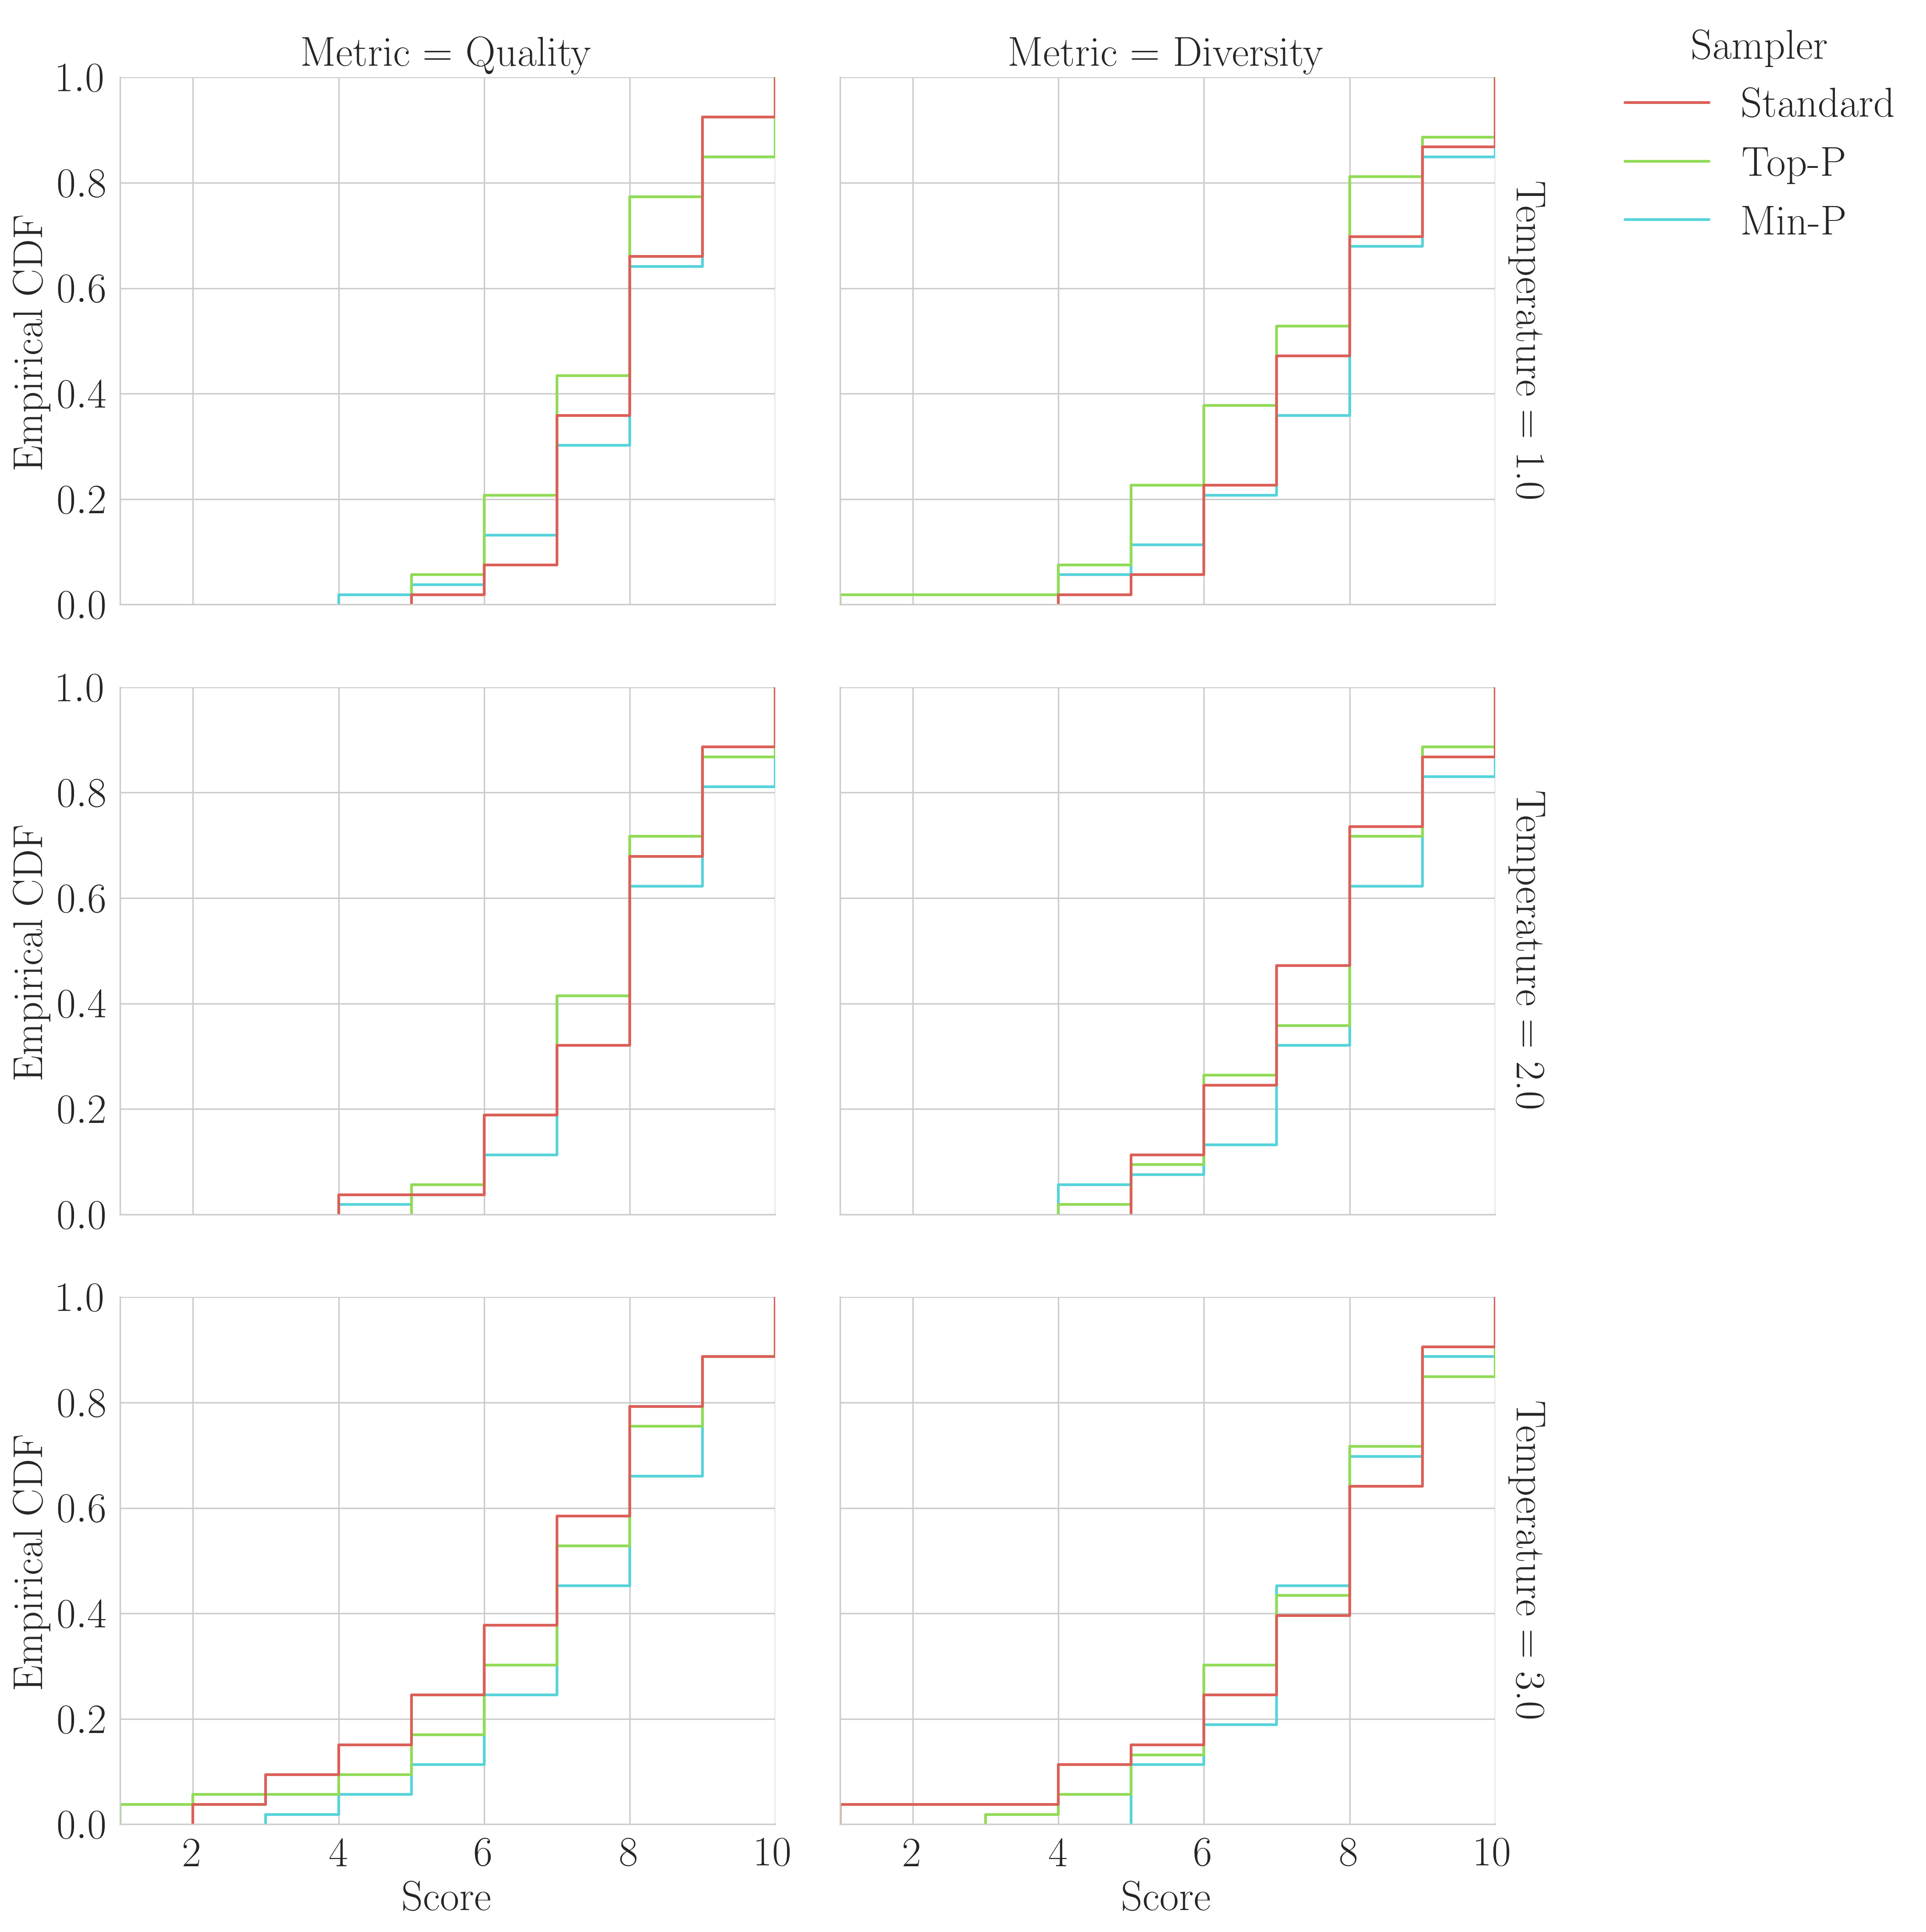 Metric = Quality
Metric = Diversity
Sampler
Standard
Top-P
Min-P
1.0
0.8
0.6
0.4
0.2
0.0
Empirical CDF
Temperature = 1.0
1.0
0.8
0.6
0.4
0.2
0.0
Empirical CDF
Temperature = 2.0
1.0
0.8
0.6
0.4
0.2
0.0
Empirical CDF
Temperature = 3.0
2 4 6 8 10
Score
2 4 6 8 10
Score